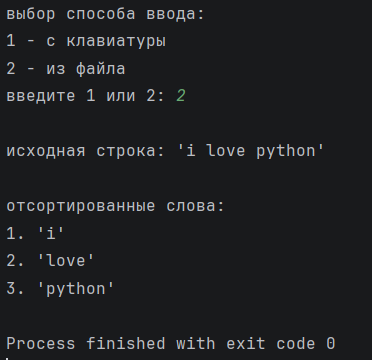 выбор способа ввода:
1 - с клавиатуры
2 - из файла
введите 1 или 2: 2
исходная строка: 'i love python'
отсортированные слова:
1. 'i'
2. 'love'
3. 'python'
Process finished with exit code 0